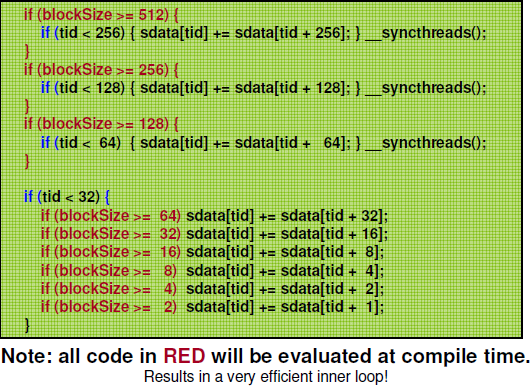 if (blockSize >= 512) {
if (tid < 256) { sdata[tid] += sdata[tid + 256]; } __syncthreads();
}
if (blockSize >= 256) {
if (tid < 128) { sdata[tid] += sdata[tid + 128]; } __syncthreads();
}
if (blockSize >= 128) {
if (tid <  64) { sdata[tid] += sdata[tid +  64]; } __syncthreads();
}
if (tid < 32) {
if (blockSize >=  64) sdata[tid] += sdata[tid + 32];
if (blockSize >=  32) sdata[tid] += sdata[tid + 16];
if (blockSize >=  16) sdata[tid] += sdata[tid +  8];
if (blockSize >=   8) sdata[tid] += sdata[tid +  4];
if (blockSize >=   4) sdata[tid] += sdata[tid +  2];
if (blockSize >=   2) sdata[tid] += sdata[tid +  1];
}
Note: all code in RED will be evaluated at compile time.
Results in a very efficient inner loop!